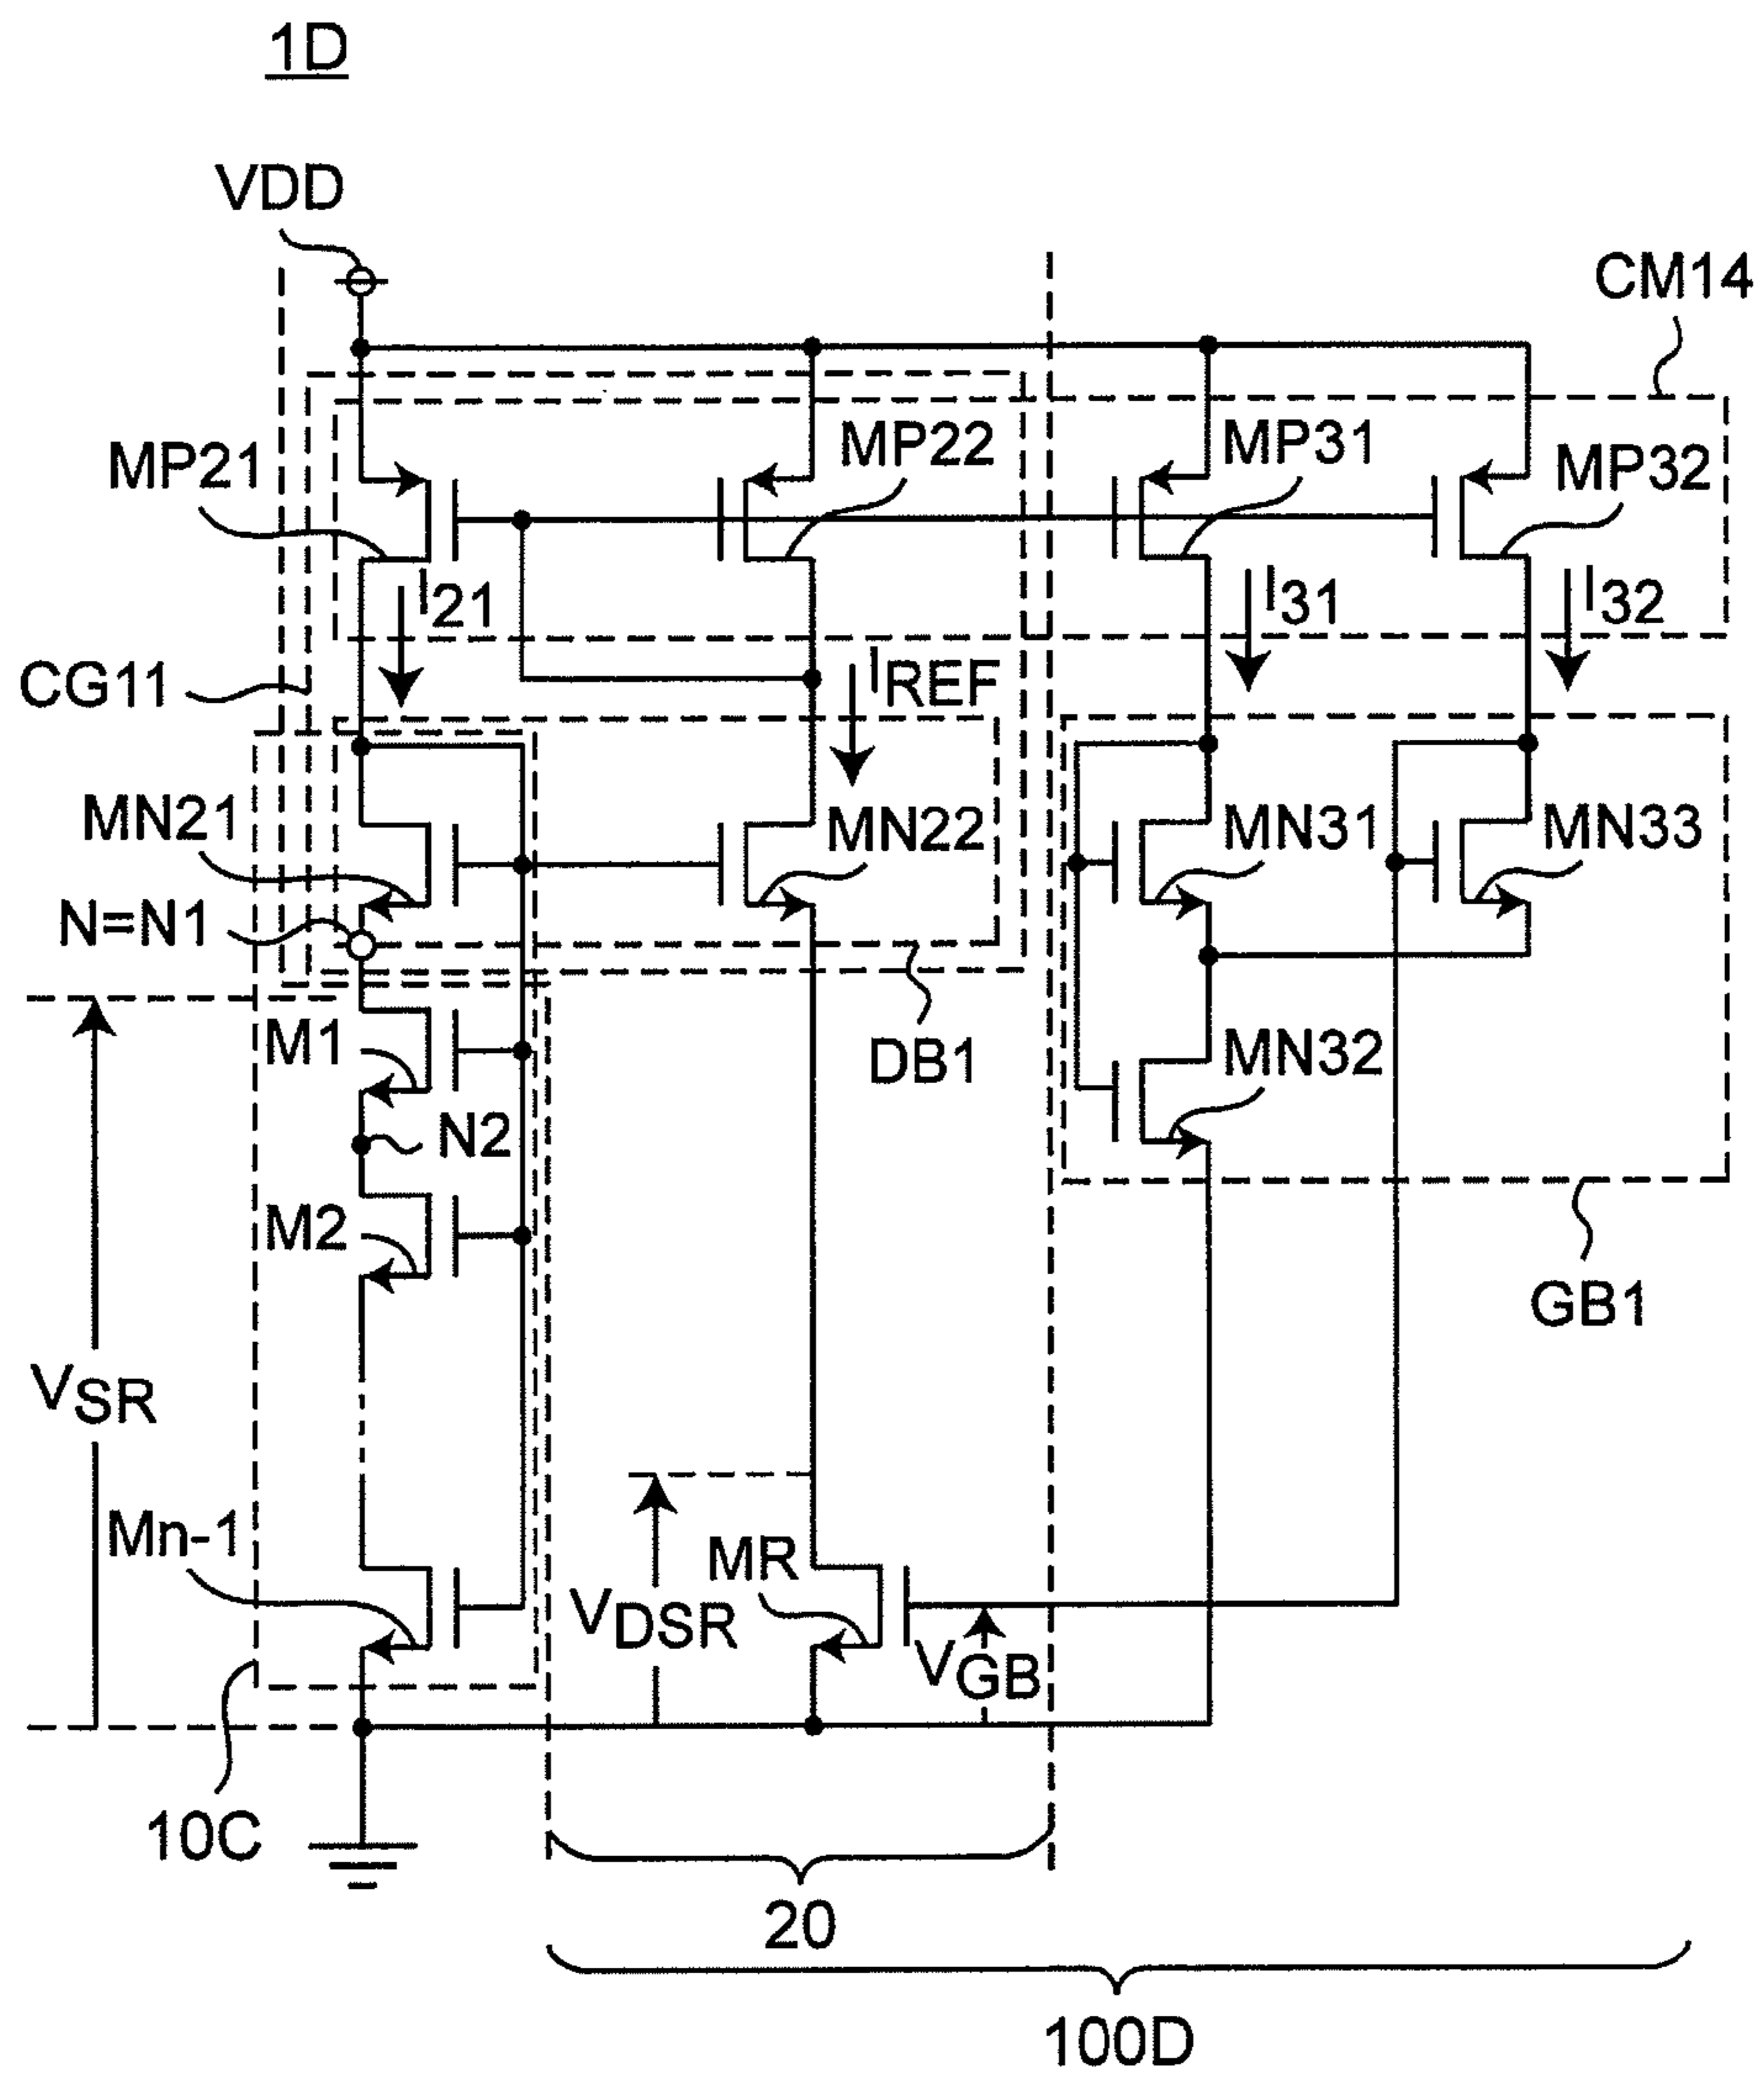 1D
VDD
CM14
MP21
MP22
MP31
MP32
I21
I31
I32
CG11
IREF
MN21
MN22
MN31
MN33
N=N1
M1
DB1
MN32
N2
M2
GB1
VSR
Mn-1
MR
VDSR
VGB
10C
20
100D